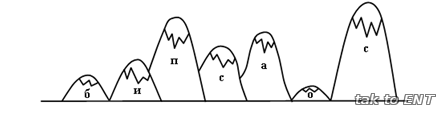 б и п с а о с
tak to ENT